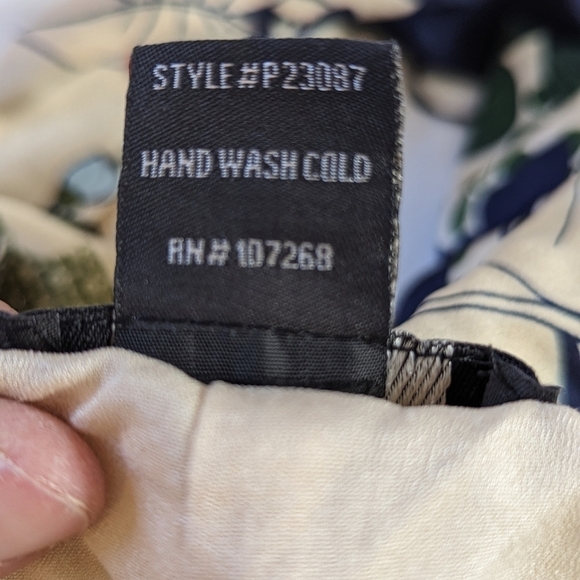 STYLE#P23087
HAND WASH COLD
RN# 107268